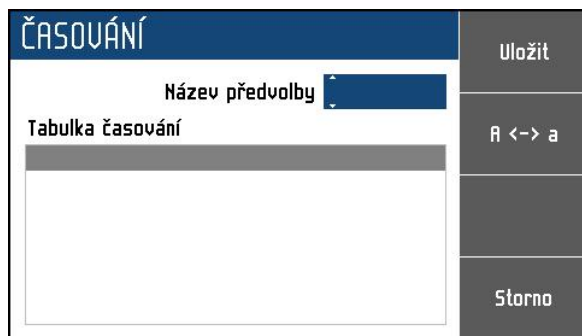 ČASOVÁNÍ
Název předvolby
Tabulka časování
Uložit
A <-> a
Storno